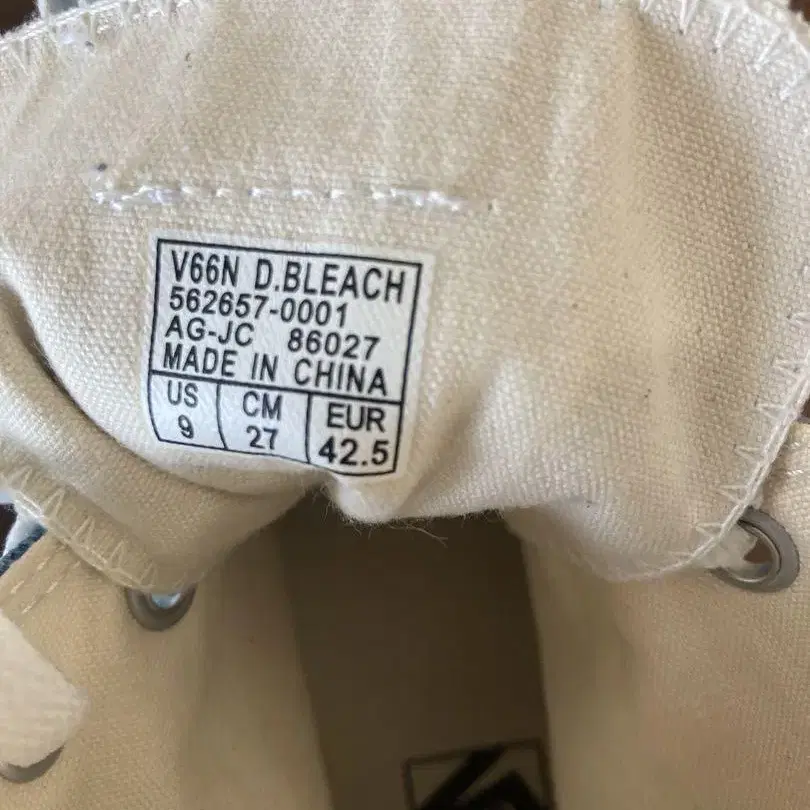 V66N D.BLEACH
562657-0001
AG-JC 86027
MADE IN CHINA
US CM EUR
9 27 42.5